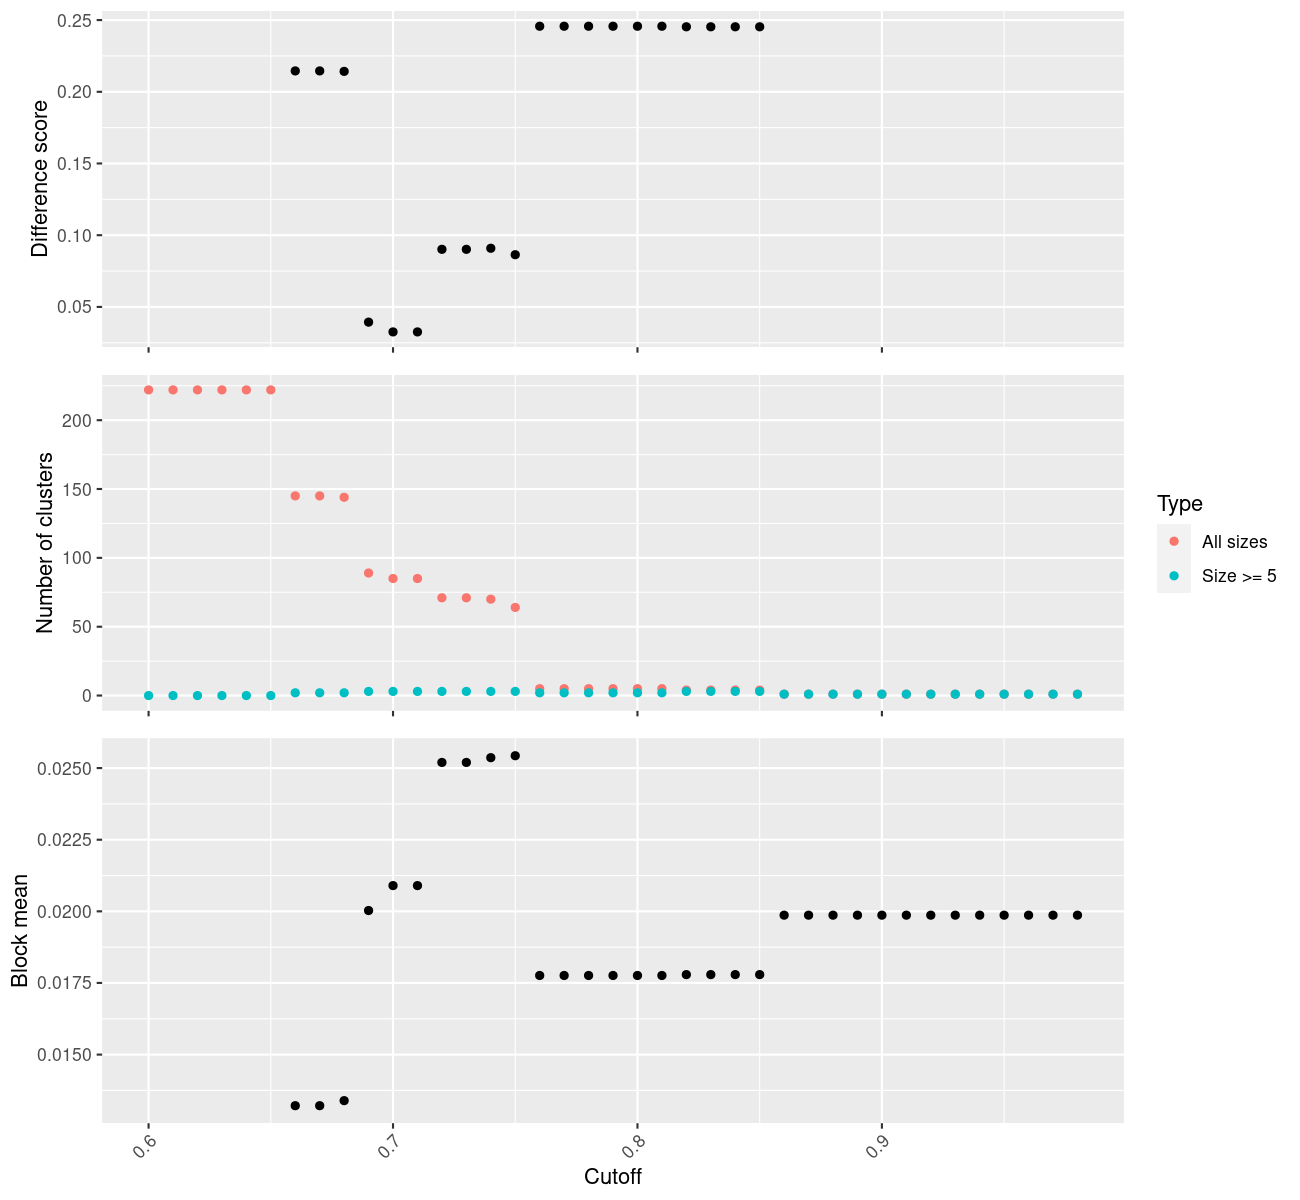 0.25
0.20
0.15
0.10
0.05
Difference score
200
150
100
50
0
Number of clusters
Type
All sizes
Size >= 5
0.0250
0.0225
0.0200
0.0175
0.0150
Block mean
0.6
0.7
0.8
0.9
Cutoff